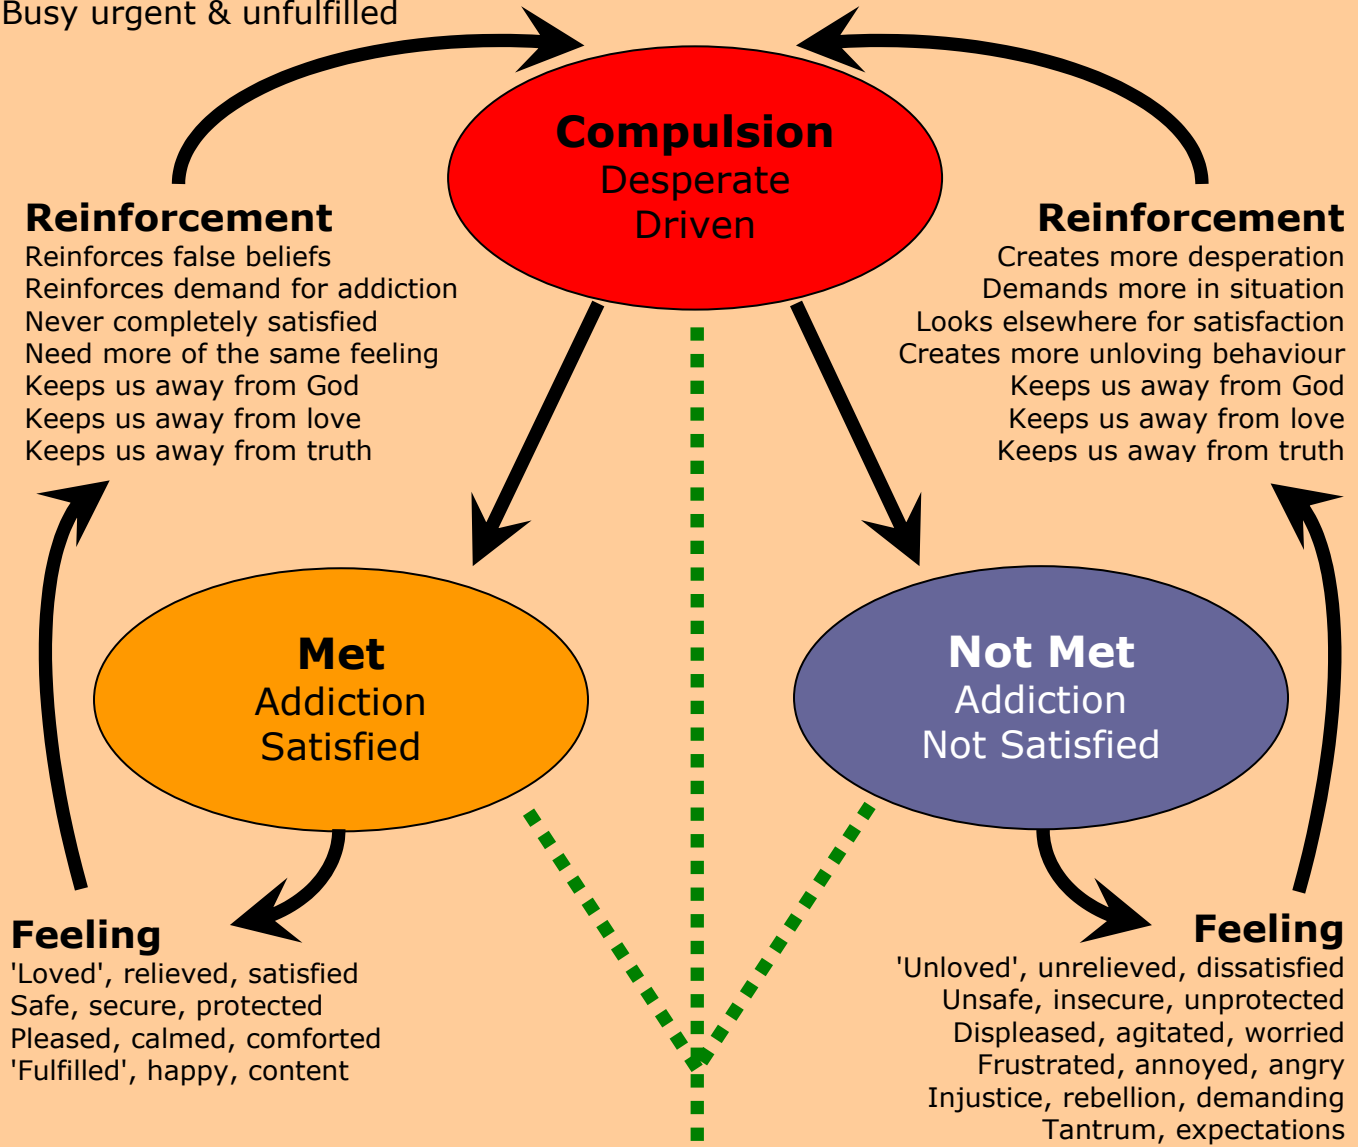 Busy urgent & unfulfilled
Compulsion
Desperate
Driven
Reinforcement
Reinforces false beliefs
Reinforces demand for addiction
Never completely satisfied
Need more of the same feeling
Keeps us away from God
Keeps us away from love
Keeps us away from truth
Reinforcement
Creates more desperation
Demands more in situation
Looks elsewhere for satisfaction
Creates more unloving behaviour
Keeps us away from God
Keeps us away from love
Keeps us away from truth
Met
Addiction
Satisfied
Not Met
Addiction
Not Satisfied
Feeling
'Loved', relieved, satisfied
Safe, secure, protected
Pleased, calmed, comforted
'Fulfilled', happy, content
Feeling
'Unloved', unrelieved, dissatisfied
Unsafe, insecure, unprotected
Displeased, agitated, worried
Frustrated, annoyed, angry
Injustice, rebellion, demanding
Tantrum, expectations